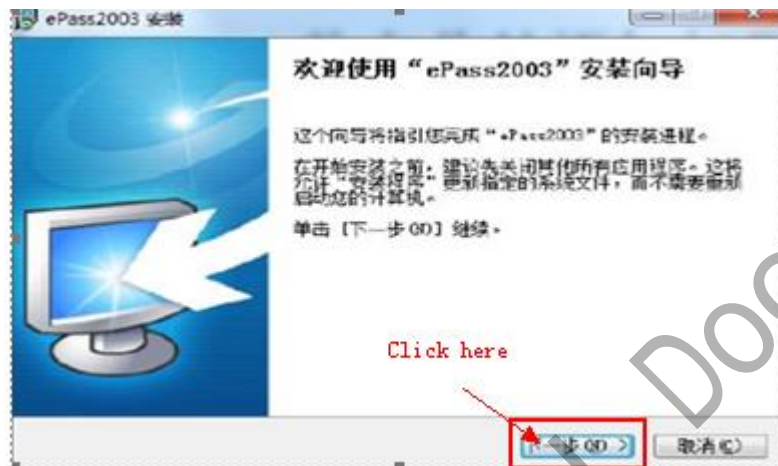 ePass2003 安装
欢迎使用“ePass2003”安装向导
这个向导将指引您完成“ePass2003”的安装进程。
在开始安装之前，建议先关闭其他所有应用程序。这将
允许“安装程序”更新指定的系统文件，而不需要重新
启动您的计算机。
单击 [下一步(N)] 继续。
Click here
下一步(N) >
取消(C)